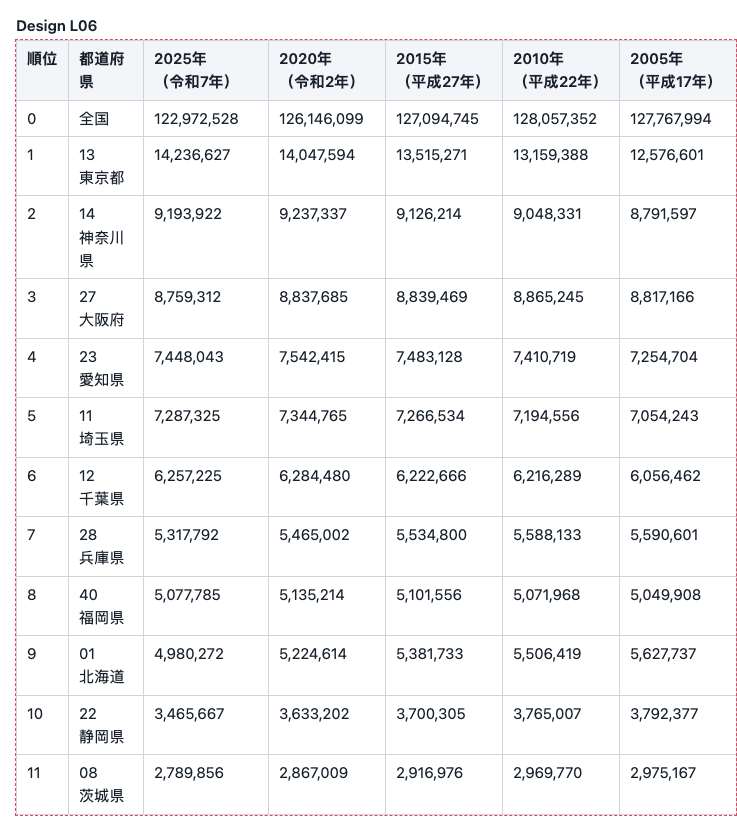 Design L06
順位 都道府県 2025年（令和7年） 2020年（令和2年） 2015年（平成27年） 2010年（平成22年） 2005年（平成17年）
0 全国 122,972,528 126,146,099 127,094,745 128,057,352 127,767,994
1 13 東京都 14,236,627 14,047,594 13,515,271 13,159,388 12,576,601
2 14 神奈川県 9,193,922 9,237,337 9,126,214 9,048,331 8,791,597
3 27 大阪府 8,759,312 8,837,685 8,839,469 8,865,245 8,817,166
4 23 愛知県 7,448,043 7,542,415 7,483,128 7,410,719 7,254,704
5 11 埼玉県 7,287,325 7,344,765 7,266,534 7,194,556 7,054,243
6 12 千葉県 6,257,225 6,284,480 6,222,666 6,216,289 6,056,462
7 28 兵庫県 5,317,792 5,465,002 5,534,800 5,588,133 5,590,601
8 40 福岡県 5,077,785 5,135,214 5,101,556 5,071,968 5,049,908
9 01 北海道 4,980,272 5,224,614 5,381,733 5,506,419 5,627,737
10 22 静岡県 3,465,667 3,633,202 3,700,305 3,765,007 3,792,377
11 08 茨城県 2,789,856 2,867,009 2,916,976 2,969,770 2,975,167